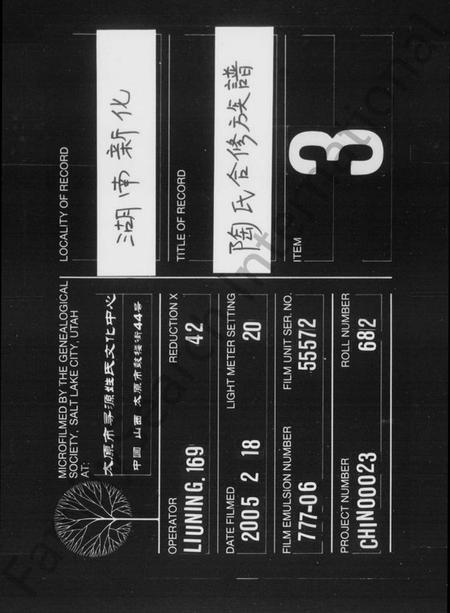 MICROFILMED BY THE GENEALOGICAL
SOCIETY, SALT LAKE CITY, UTAH
AT:
太原市寻源姓氏文化中心
中國 山西 太原市鼓楼街44号
OPERATOR
LIUNING, 169
REDUCTION X
42
DATE FILMED
2005 2 18
LIGHT METER SETTING
20
FILM EMULSION NUMBER
777-06
FILM UNIT SER. NO.
55572
PROJECT NUMBER
CHIN00023
ROLL NUMBER
682
LOCALITY OF RECORD
湖南新化
TITLE OF RECORD
陶氏合修族譜
ITEM
3